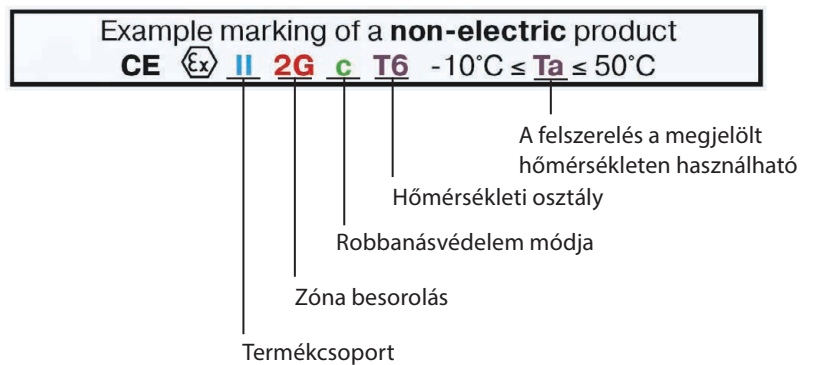 Example marking of a non-electric product
CE Ex II 2G c T6 -10°C ≤ Ta ≤ 50°C
A felszerelés a megjelölt
hőmérsékleten használható
Hőmérsékleti osztály
Robbanásvédelem módja
Zóna besorolás
Termékcsoport